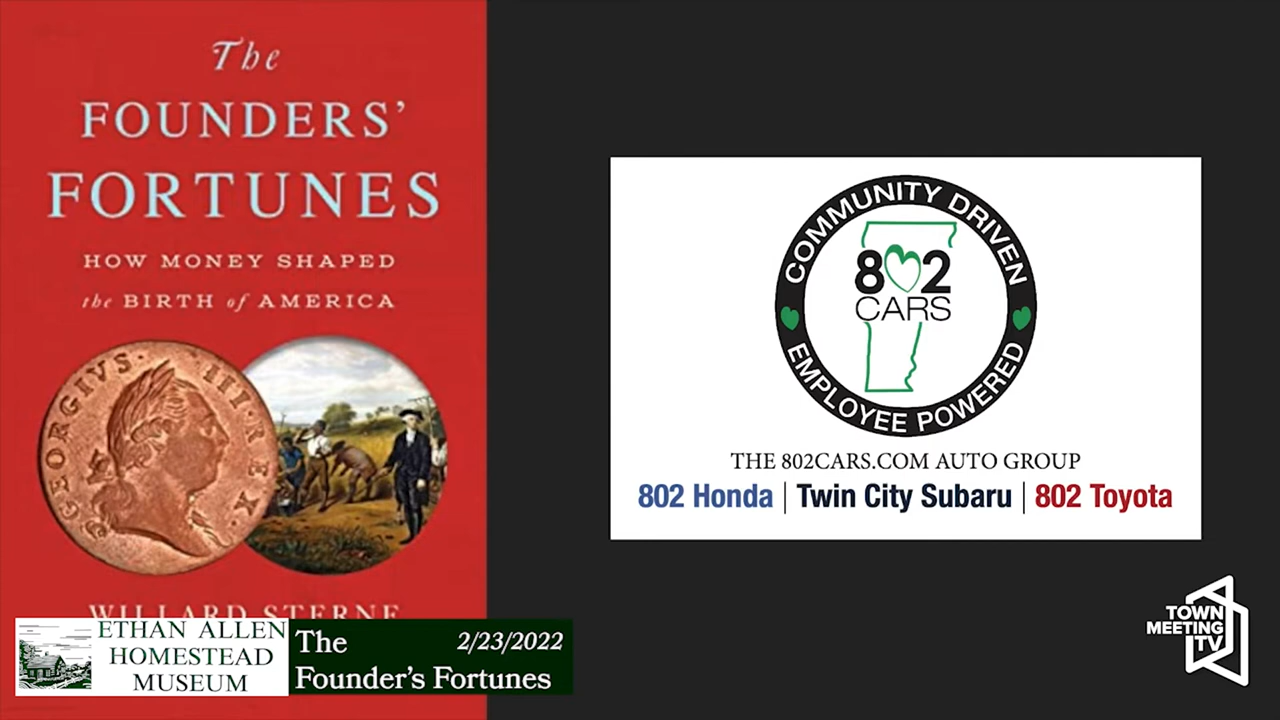 The
FOUNDERS'
FORTUNES
HOW MONEY SHAPED
the BIRTH of AMERICA
GEORGIVS·III·REX·
WILLARD STERNE
ETHAN ALLEN
HOMESTEAD
MUSEUM
The 2/23/2022
Founder's Fortunes
COMMUNITY DRIVEN
802
CARS
EMPLOYEE POWERED
THE 802CARS.COM AUTO GROUP
802 Honda | Twin City Subaru | 802 Toyota
TOWN
MEETING
TV